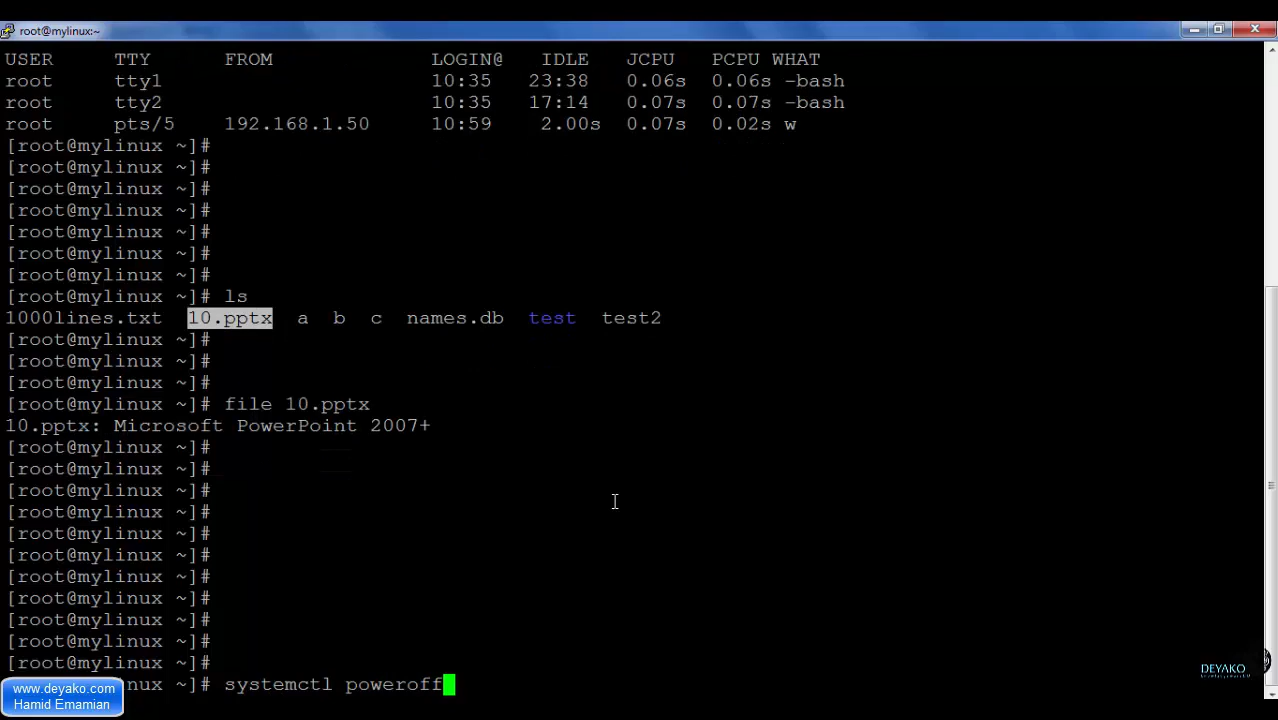 root@mylinux:~
USER TTY FROM LOGIN@ IDLE JCPU PCPU WHAT
root tty1 10:35 23:38 0.06s 0.06s -bash
root tty2 10:35 17:14 0.07s 0.07s -bash
root pts/5 192.168.1.50 10:59 2.00s 0.07s 0.02s w
[root@mylinux ~]#
[root@mylinux ~]#
[root@mylinux ~]#
[root@mylinux ~]#
[root@mylinux ~]#
[root@mylinux ~]#
[root@mylinux ~]#
[root@mylinux ~]# ls
1000lines.txt 10.pptx a b c names.db test test2
[root@mylinux ~]#
[root@mylinux ~]#
[root@mylinux ~]#
[root@mylinux ~]# file 10.pptx
10.pptx: Microsoft PowerPoint 2007+
[root@mylinux ~]#
[root@mylinux ~]#
[root@mylinux ~]#
[root@mylinux ~]#
[root@mylinux ~]#
[root@mylinux ~]#
[root@mylinux ~]#
[root@mylinux ~]#
[root@mylinux ~]#
[root@mylinux ~]#
[root@mylinux ~]#
inux ~]# systemctl poweroff
www.deyako.com
Hamid Emamian
DEYAKO